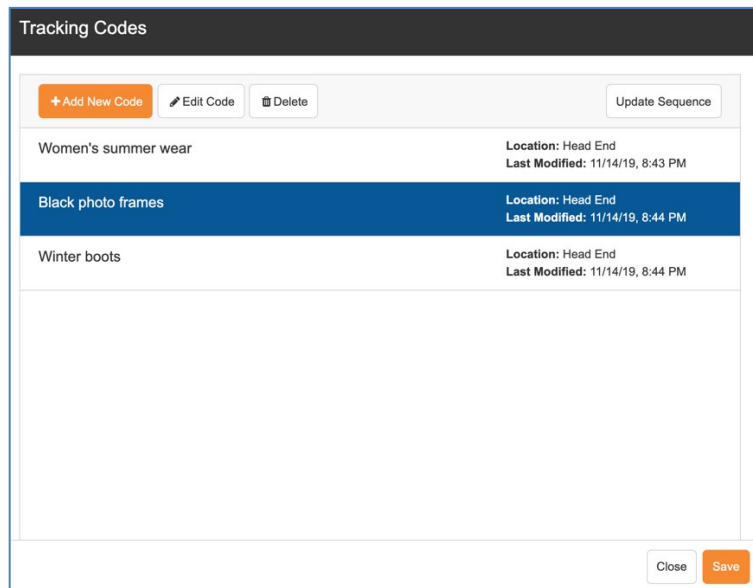 Tracking Codes
+ Add New Code Edit Code Delete Update Sequence
Women's summer wear
Location: Head End
Last Modified: 11/14/19, 8:43 PM
Black photo frames
Location: Head End
Last Modified: 11/14/19, 8:44 PM
Winter boots
Location: Head End
Last Modified: 11/14/19, 8:44 PM
Close Save